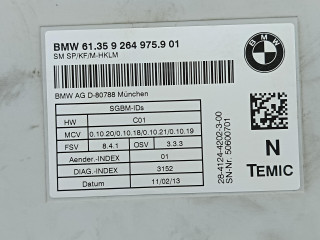 BMW 61.35 9 264 975.9 01
SM SP/KF/M-HKLM
BMW AG D-80788 München
SGBM-IDs
HW C01
MCV 0.10.20/0.10.18/0.10.21/0.10.19
FSV 8.4.1 OSV 3.3.3
Aender.-INDEX 01
DIAG.-INDEX 3152
Datum 11/02/13
28-4124-4202-3-00
SN-Nr. 50600701
BMW
N
TEMIC